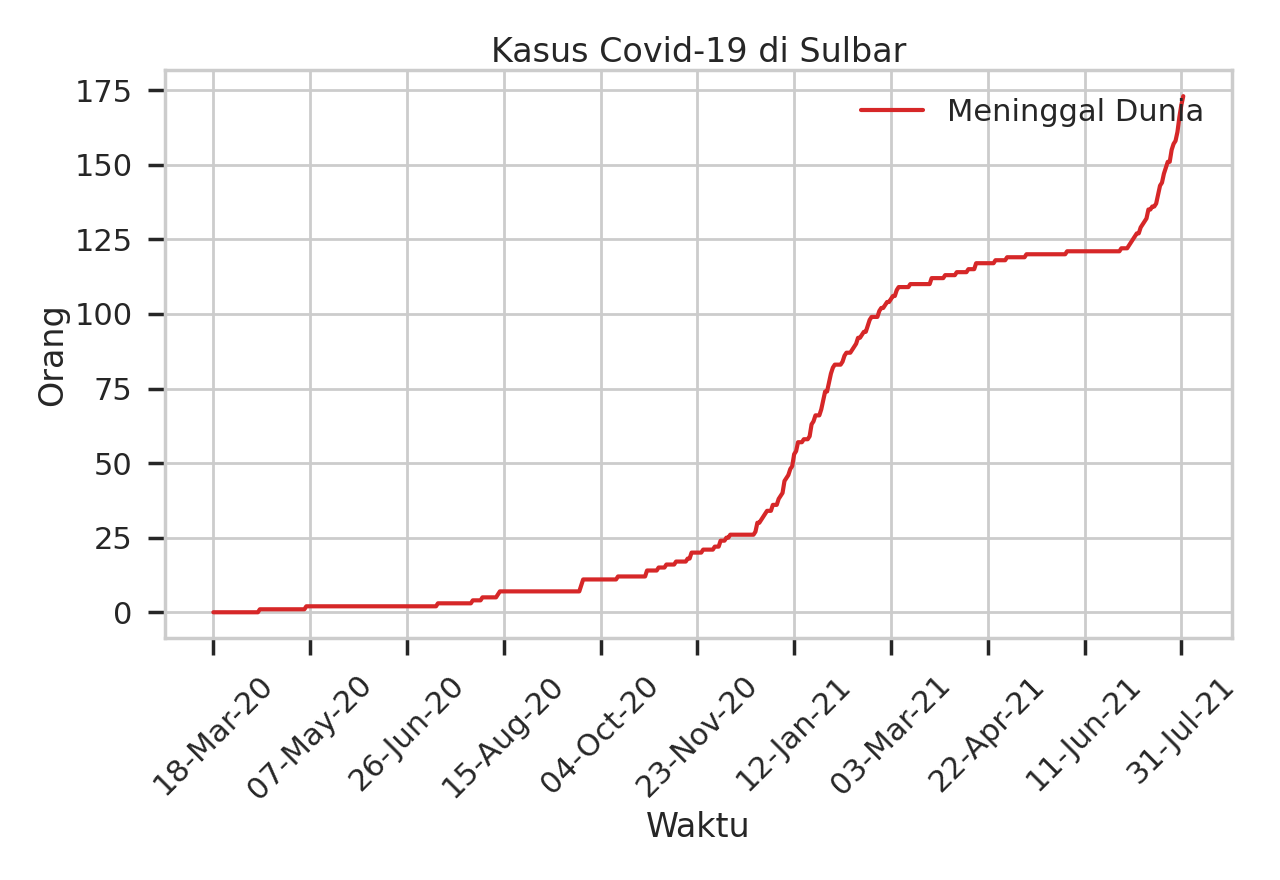 Kasus Covid-19 di Sulbar
Meninggal Dunia
Orang
175
150
125
100
75
50
25
0
18-Mar-20
07-May-20
26-Jun-20
15-Aug-20
04-Oct-20
23-Nov-20
12-Jan-21
03-Mar-21
22-Apr-21
11-Jun-21
31-Jul-21
Waktu